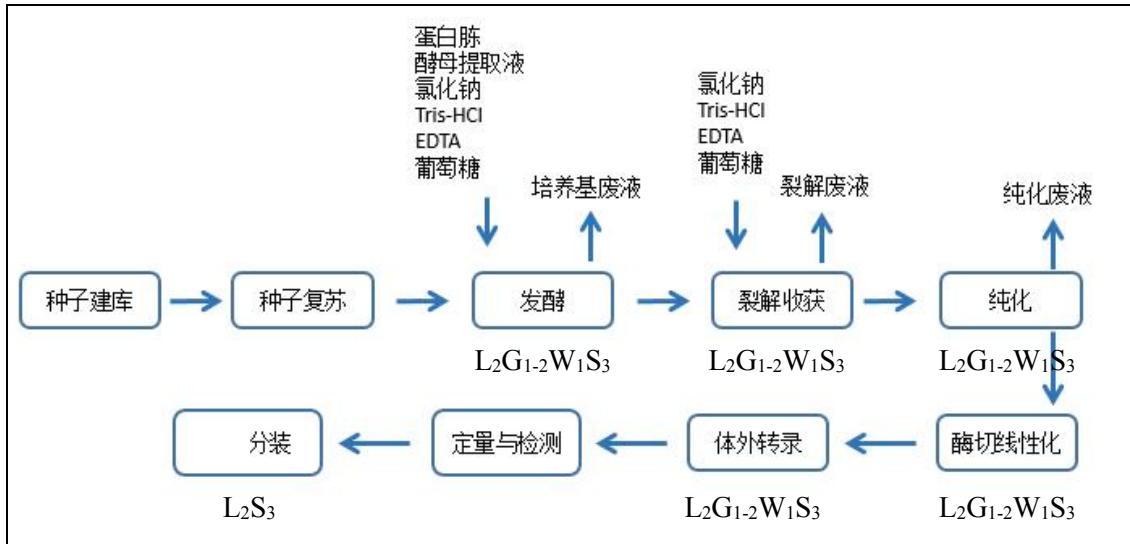 蛋白胨
酵母提取液
氯化钠
Tris-HCl
EDTA
葡萄糖
氯化钠
Tris-HCl
EDTA
葡萄糖
培养基废液
裂解废液
纯化废液
种子建库
种子复苏
发酵
裂解收获
纯化
L₂G₁₋₂W₁S₃
L₂G₁₋₂W₁S₃
L₂G₁₋₂W₁S₃
分装
定量与检测
体外转录
酶切线性化
L₂S₃
L₂G₁₋₂W₁S₃
L₂G₁₋₂W₁S₃